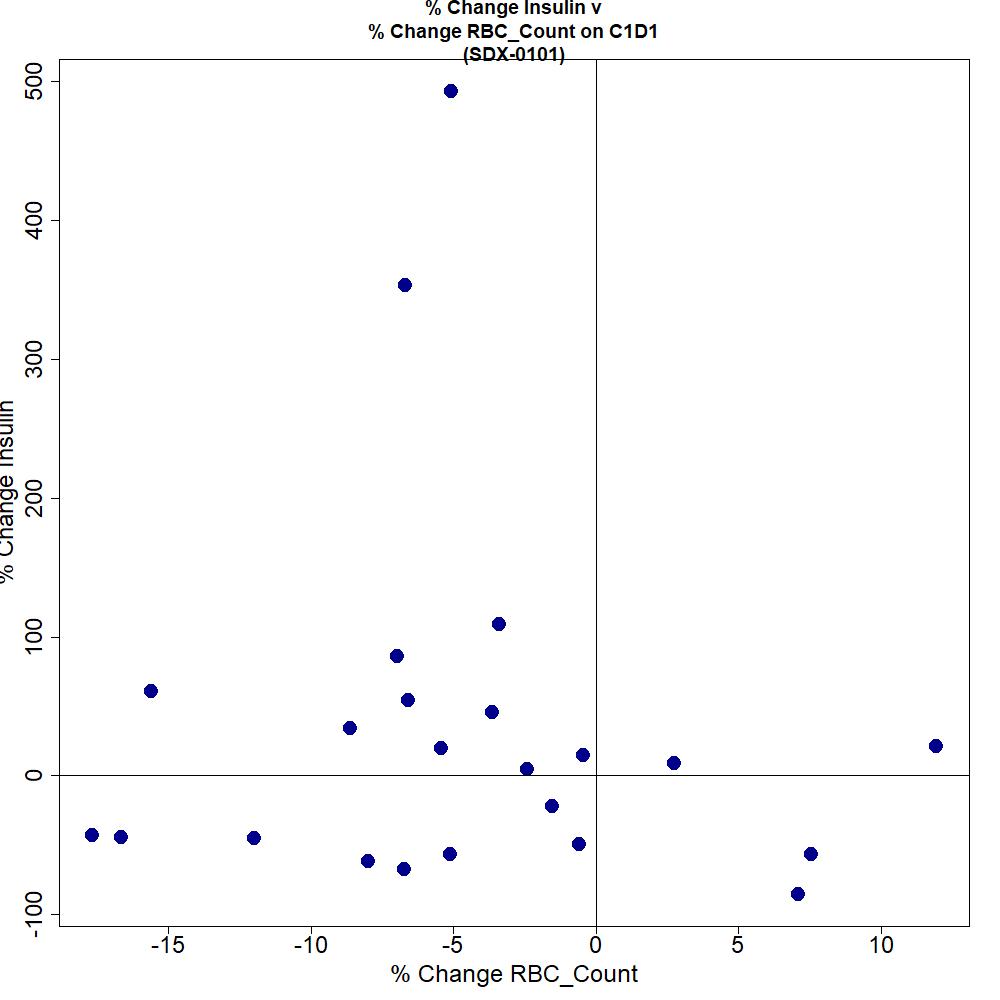 % Change Insulin v
% Change RBC_Count on C1D1
(SDX-0101)
500
400
300
200
100
0
-100
% Change Insulin
-15
-10
-5
0
5
10
% Change RBC_Count